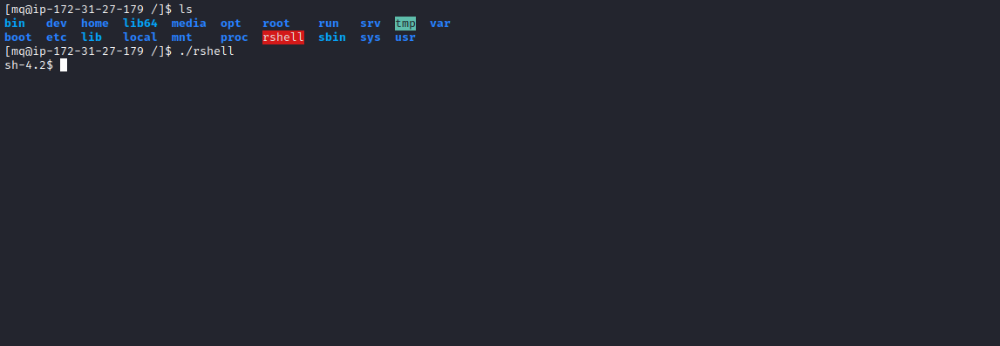 [mq@ip-172-31-27-179 /]$ ls
bin   dev  home  lib64  media  opt   root    run   srv  tmp  var
boot  etc  lib   local  mnt    proc  rshell  sbin  sys  usr
[mq@ip-172-31-27-179 /]$ ./rshell
sh-4.2$